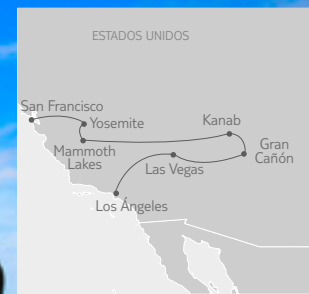 ESTADOS UNIDOS
San Francisco
Yosemite
Mammoth
Lakes
Kanab
Gran
Cañón
Las Vegas
Los Ángeles